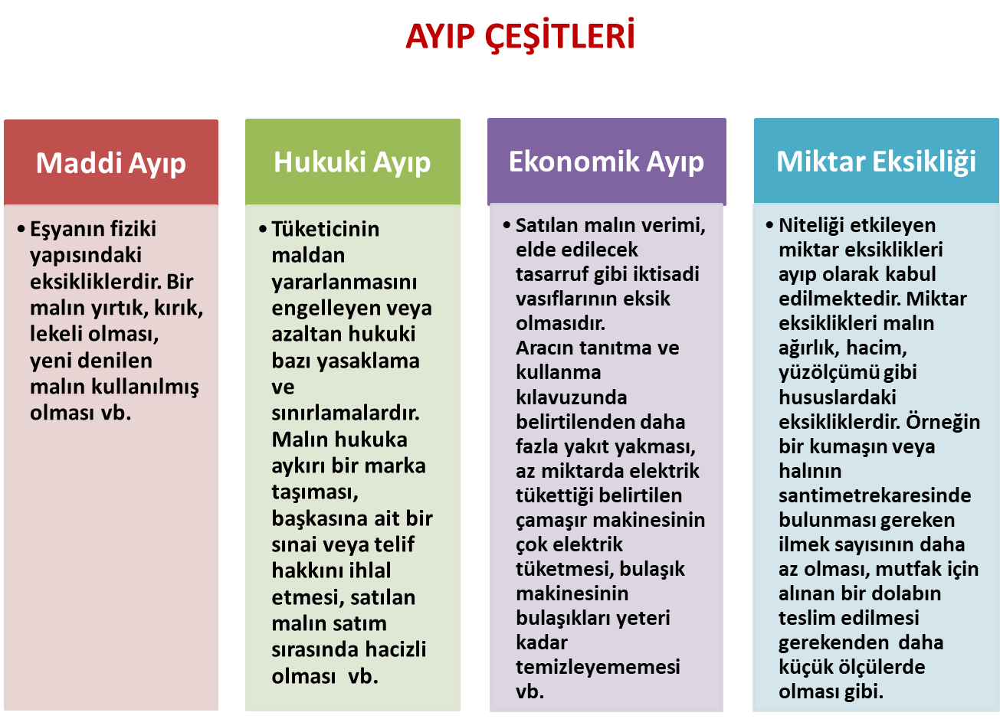 AYIP ÇEŞİTLERİ
Maddi Ayıp
• Eşyanın fiziki
yapısındaki
eksikliklerdir. Bir
malın yırtık, kırık,
lekeli olması,
yeni denilen
malın kullanılmış
olması vb.
Hukuki Ayıp
• Tüketicinin
maldan
yararlanmasını
engelleyen veya
azaltan hukuki
bazı yasaklama
ve
sınırlamalardır.
Malın hukuka
aykırı bir marka
taşıması,
başkasına ait bir
sınai veya telif
hakkını ihlal
etmesi, satılan
malın satım
sırasında hacizli
olması vb.
Ekonomik Ayıp
• Satılan malın verimi,
elde edilecek
tasarruf gibi iktisadi
vasıflarının eksik
olmasıdır.
Aracın tanıtma ve
kullanma
kılavuzunda
belirtilenden daha
fazla yakıt yakması,
az miktarda elektrik
tükettiği belirtilen
çamaşır makinesinin
çok elektrik
tüketmesi, bulaşık
makinesinin
bulaşıkları yeteri
kadar
temizleyememesi
vb.
Miktar Eksikliği
• Niteliği etkileyen
miktar eksiklikleri
ayıp olarak kabul
edilmektedir. Miktar
eksiklikleri malın
ağırlık, hacim,
yüzölçümü gibi
hususlardaki
eksikliklerdir. Örneğin
bir kumaşın veya
halının
santimetrekaresinde
bulunması gereken
ilmek sayısının daha
az olması, mutfak için
alınan bir dolabın
teslim edilmesi
gerekenden daha
küçük ölçülerde
olması gibi.